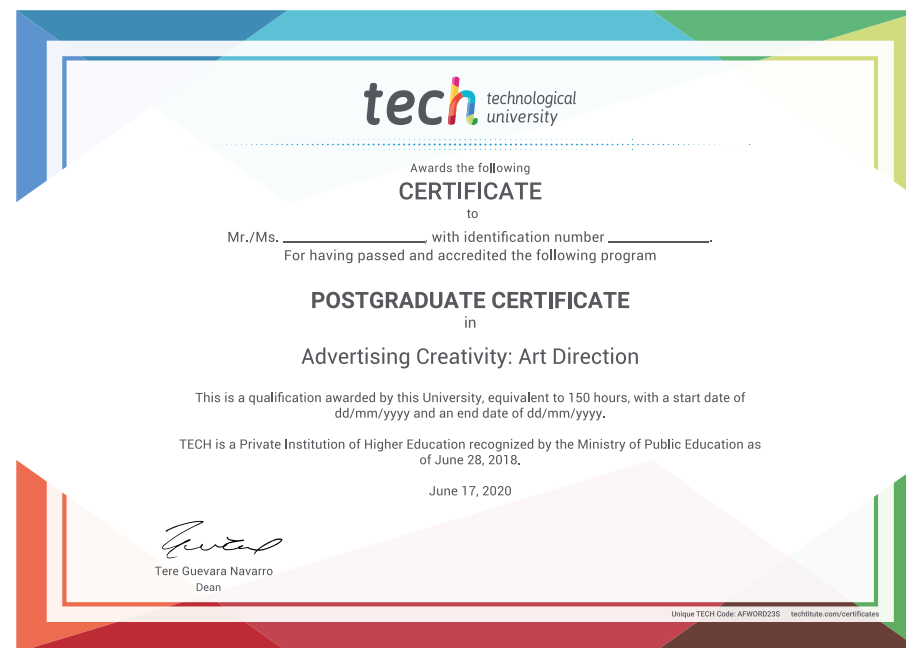 tech technological
university
Awards the following
CERTIFICATE
to
Mr./Ms. ____________, with identification number ____________.
For having passed and accredited the following program
POSTGRADUATE CERTIFICATE
in
Advertising Creativity: Art Direction
This is a qualification awarded by this University, equivalent to 150 hours, with a start date of
dd/mm/yyyy and an end date of dd/mm/yyyy.
TECH is a Private Institution of Higher Education recognized by the Ministry of Public Education as
of June 28, 2018.
June 17, 2020
Tere Guevara Navarro
Dean
Unique TECH Code: AFWORD23S techtitute.com/certificates